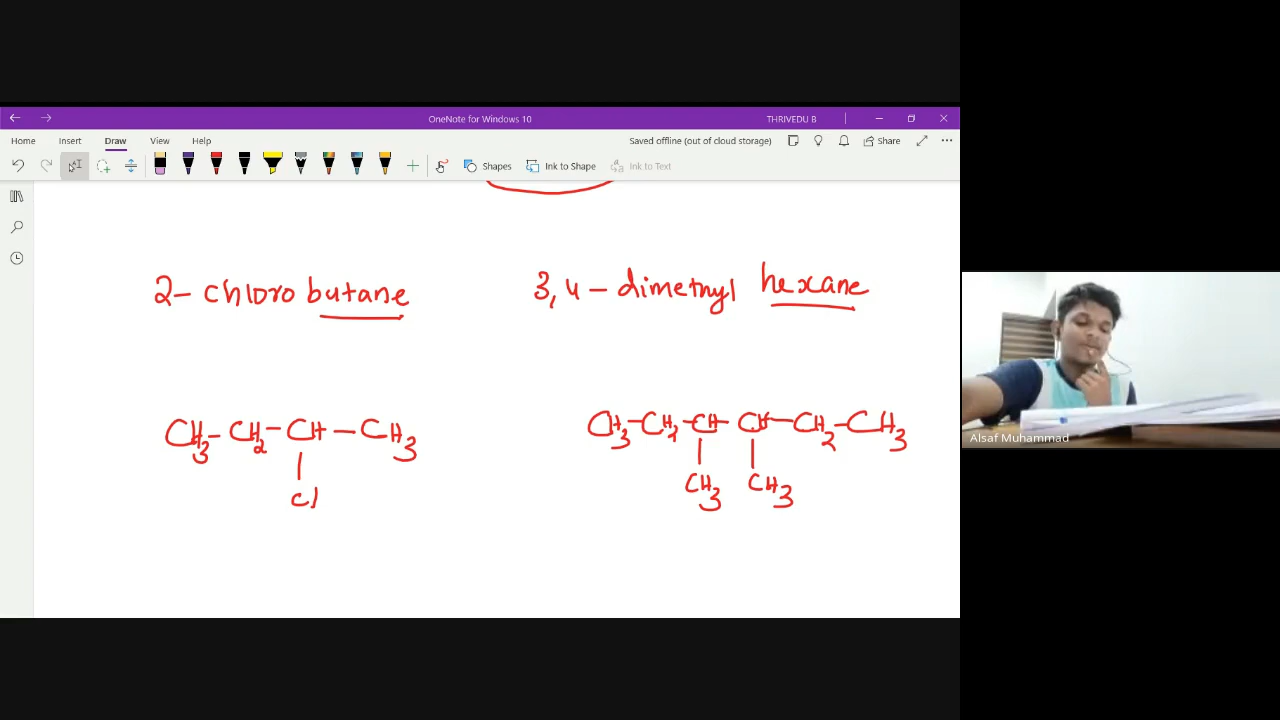 OneNote for Windows 10
THRIVEDU B
Home Insert Draw View Help
Saved offline (out of cloud storage)
Share
Shapes
Ink to Shape
Ink to Text
2- chloro butane
3,4 - dimethyl hexane
CH3 - CH2 - CH - CH3
Cl
CH3 - CH2 - CH - CH - CH2 - CH3
CH3 CH3
Alsaf Muhammad